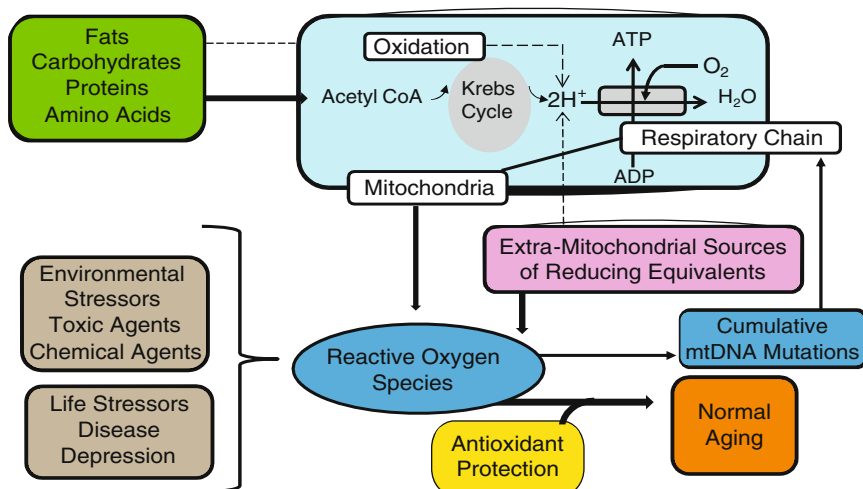 Fats
Carbohydrates
Proteins
Amino Acids
Oxidation
ATP
O2
Acetyl CoA
Krebs
Cycle
2H+
H2O
Respiratory Chain
ADP
Mitochondria
Extra-Mitochondrial Sources
of Reducing Equivalents
Environmental
Stressors
Toxic Agents
Chemical Agents
Life Stressors
Disease
Depression
Reactive Oxygen
Species
Cumulative
mtDNA Mutations
Antioxidant
Protection
Normal
Aging